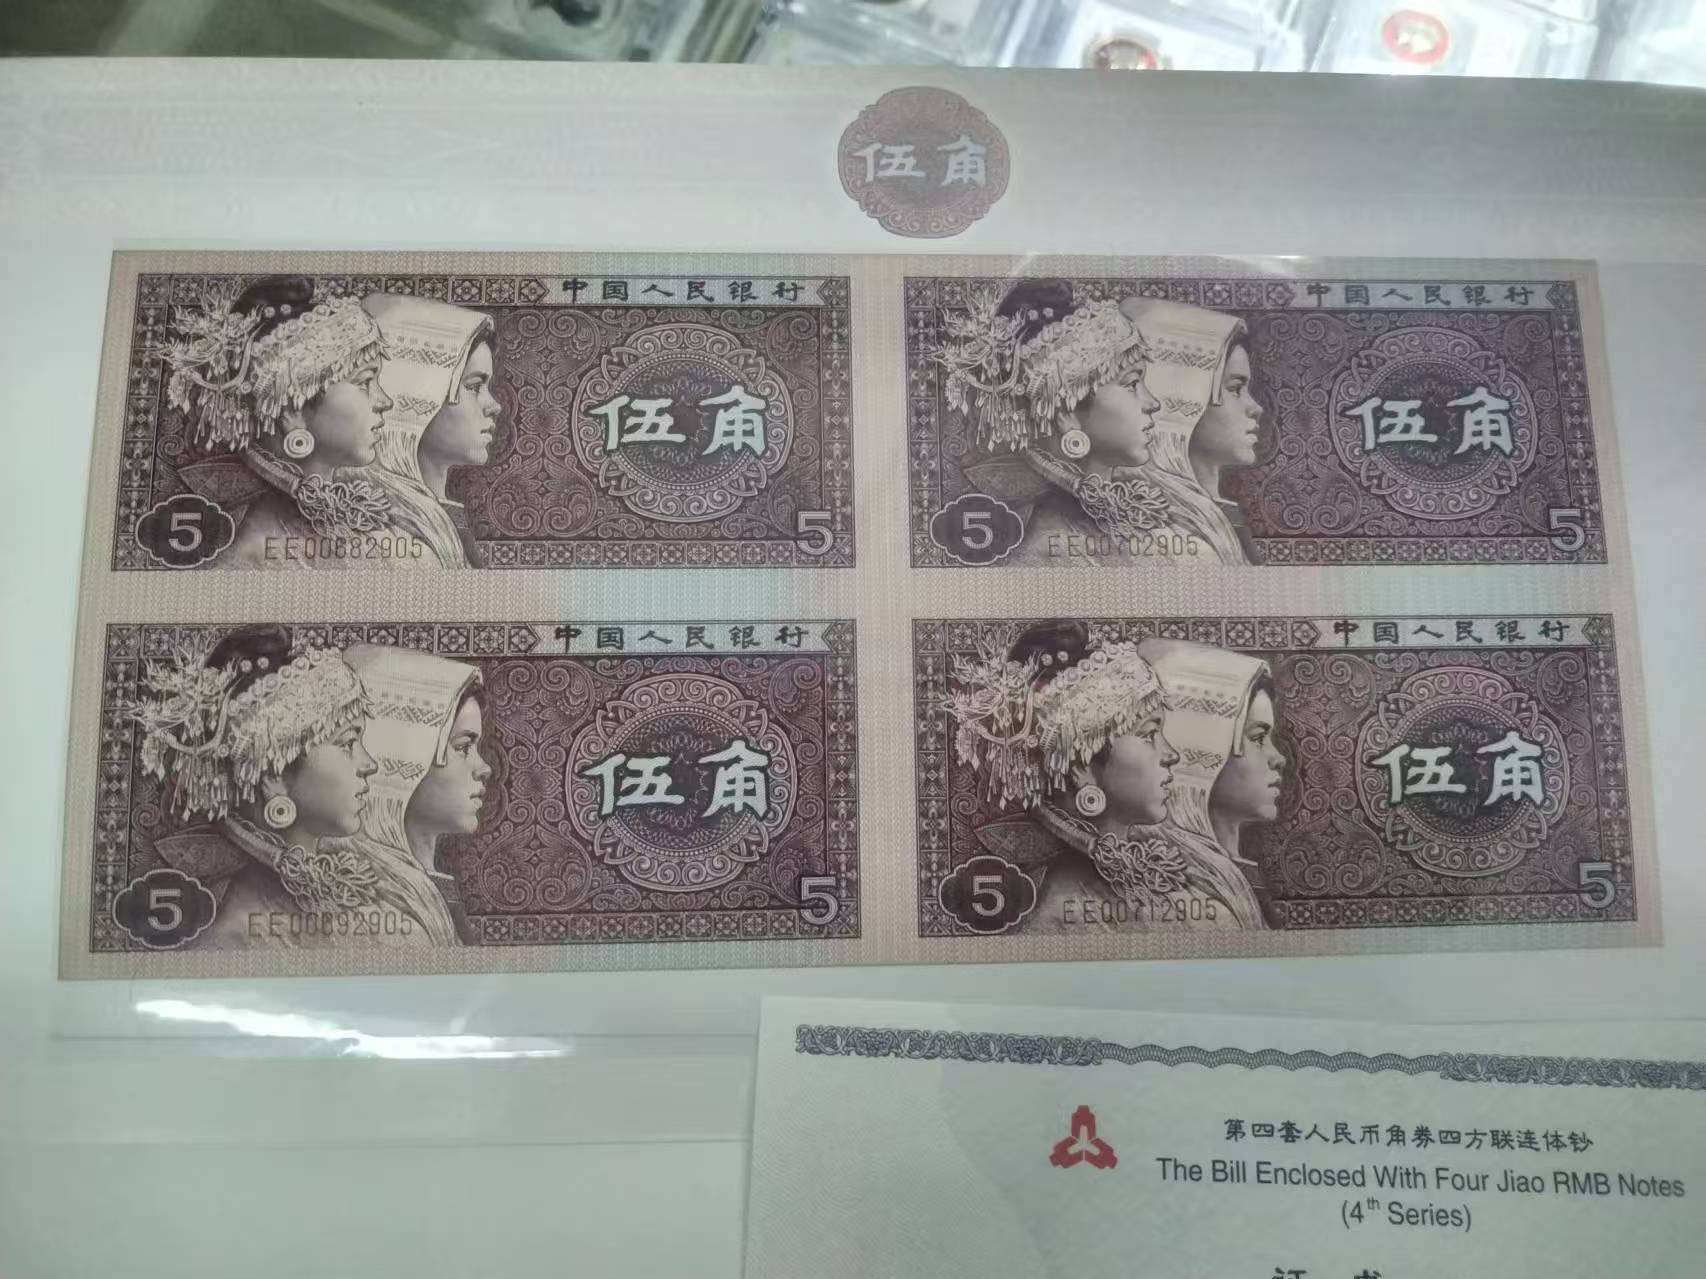 伍角
中国人民银行
伍角
5
EE00682905
5
中国人民银行
伍角
5
EE00702905
5
中国人民银行
伍角
5
EE00692905
5
中国人民银行
伍角
5
EE00712905
5
第四套人民币角券四方联连体钞
The Bill Enclosed With Four Jiao RMB Notes
(4th Series)